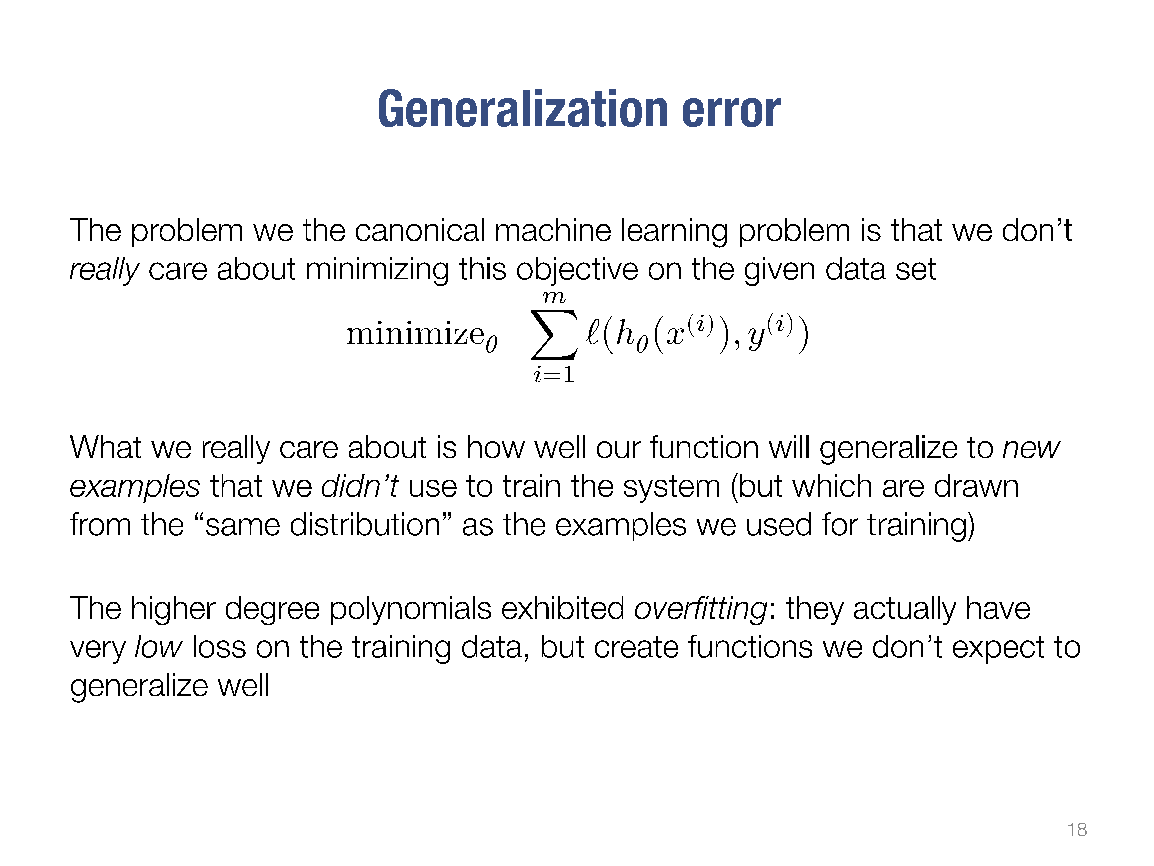 Generalization error
The problem we the canonical machine learning problem is that we don’t
really care about minimizing this objective on the given data set
minimize_θ ∑_{i=1}^{m} ℓ(h_θ(x^{(i)}), y^{(i)})
What we really care about is how well our function will generalize to new
examples that we didn’t use to train the system (but which are drawn
from the “same distribution” as the examples we used for training)
The higher degree polynomials exhibited overfitting: they actually have
very low loss on the training data, but create functions we don’t expect to
generalize well
18